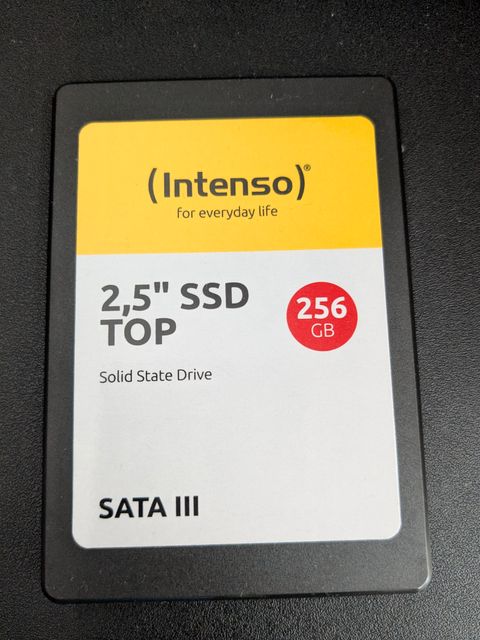 (Intenso)®
for everyday life
2,5" SSD
TOP
256
GB
Solid State Drive
SATA III